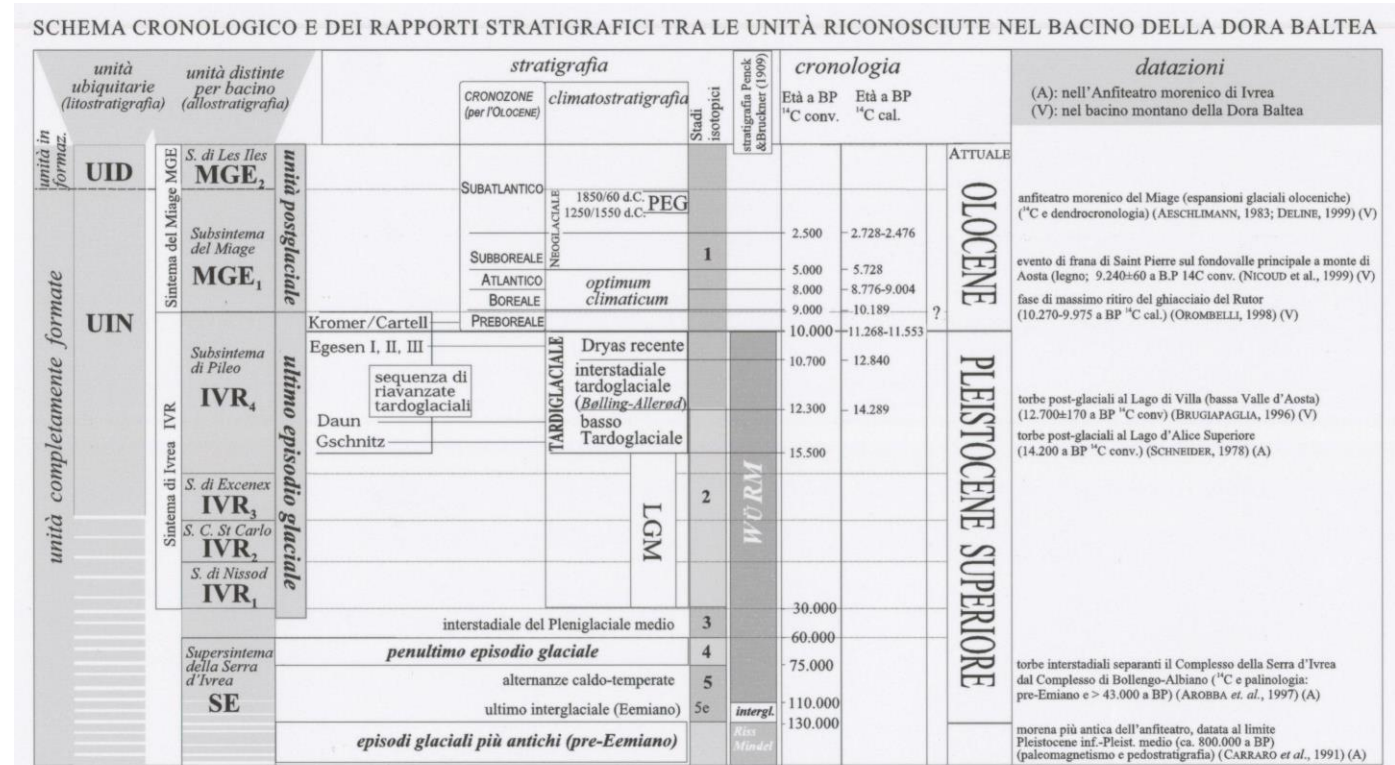 SCHEMA CRONOLOGICO E DEI RAPPORTI STRATIGRAFICI TRA LE UNITÀ RICONOSCIUTE NEL BACINO DELLA DORA BALTEA
unità
ubiquitarie
(litostratigrafia)
unità distinte
per bacino
(allostratigrafia)
stratigrafia
CRONOZONE
(per l'OLOCENE)
climatostratigrafia
Stadi
isotopici
stratigrafia Penck
&Bruckner (1909)
cronologia
Età a BP
¹⁴C conv.
Età a BP
¹⁴C cal.
datazioni
(A): nell'Anfiteatro morenico di Ivrea
(V): nel bacino montano della Dora Baltea
unità in
formaz.
UID
unità completamente formate
UIN
Sintema del Miage MGE
S. di Les Iles
MGE₂
Subsintema
del Miage
MGE₁
unità postglaciale
Sintema di Ivrea IVR
Subsintema
di Pileo
IVR₄
S. di Excenex
IVR₃
S. C. St Carlo
IVR₂
S. di Nissod
IVR₁
ultimo episodio glaciale
Supersintema
della Serra
d'Ivrea
SE
Kromer/Cartell
Egesen I, II, III
sequenza di
riavanzate
tardoglaciali
Daun
Gschnitz
SUBATLANTICO
SUBBOREALE
ATLANTICO
BOREALE
PREBOREALE
NEOGLACIALE
1850/60 d.C.
1250/1550 d.C.
PEG
optimum
climaticum
TARDIGLACIALE
Dryas recente
interstadiale
tardoglaciale
(Bølling-Allerød)
basso
Tardoglaciale
LGM
interstadiale del Pleniglaciale medio
penultimo episodio glaciale
alternanze caldo-temperate
ultimo interglaciale (Eemiano)
episodi glaciali più antichi (pre-Eemiano)
1
2
3
4
5
5e
WÜRM
intergl.
Riss
Mindel
2.500
2.728-2.476
5.000
5.728
8.000
8.776-9.004
9.000
10.189
?
10.000
11.268-11.553
10.700
12.840
12.300
14.289
15.500
30.000
60.000
75.000
110.000
130.000
ATTUALE
OLOCENE
PLEISTOCENE SUPERIORE
anfiteatro morenico del Miage (espansioni glaciali oloceniche)
(¹⁴C e dendrocronologia) (AESCHLIMANN, 1983; DELINE, 1999) (V)
evento di frana di Saint Pierre sul fondovalle principale a monte di
Aosta (legno; 9.240±60 a B.P 14C conv. (NICOUD et al., 1999) (V)
fase di massimo ritiro del ghiacciaio del Rutor
(10.270-9.975 a BP ¹⁴C cal.) (OROMBELLI, 1998) (V)
torbe post-glaciali al Lago di Villa (bassa Valle d'Aosta)
(12.700±170 a BP ¹⁴C conv) (BRUGIAPAGLIA, 1996) (V)
torbe post-glaciali al Lago d'Alice Superiore
(14.200 a BP ¹⁴C conv.) (SCHNEIDER, 1978) (A)
torbe interstadiali separanti il Complesso della Serra d'Ivrea
dal Complesso di Bollengo-Albiano (¹⁴C e palinologia:
pre-Emiano e > 43.000 a BP) (AROBBA et. al., 1997) (A)
morena più antica dell'anfiteatro, datata al limite
Pleistocene inf.-Pleist. medio (ca. 800.000 a BP)
(paleomagnetismo e pedostratigrafia) (CARRARO et al., 1991) (A)